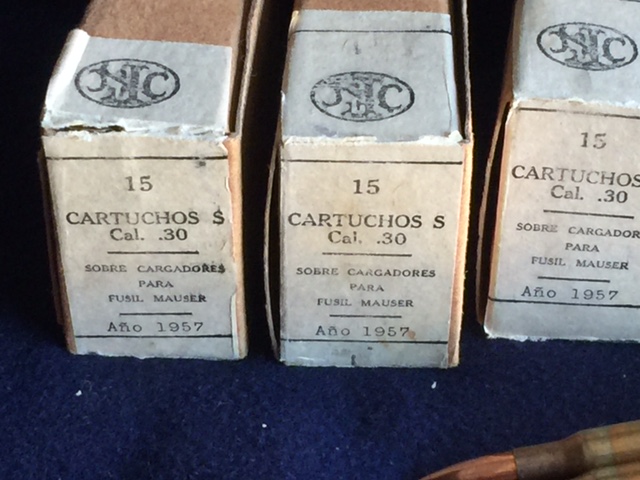 15
CARTUCHOS S
Cal. .30
SOBRE CARGADORES
PARA
FUSIL MAUSER
Año 1957
15
CARTUCHOS S
Cal. .30
SOBRE CARGADORES
PARA
FUSIL MAUSER
Año 1957
15
CARTUCHOS
Cal. .30
SOBRE CARGADOR
PARA
FUSIL MAUSER
Año 1957